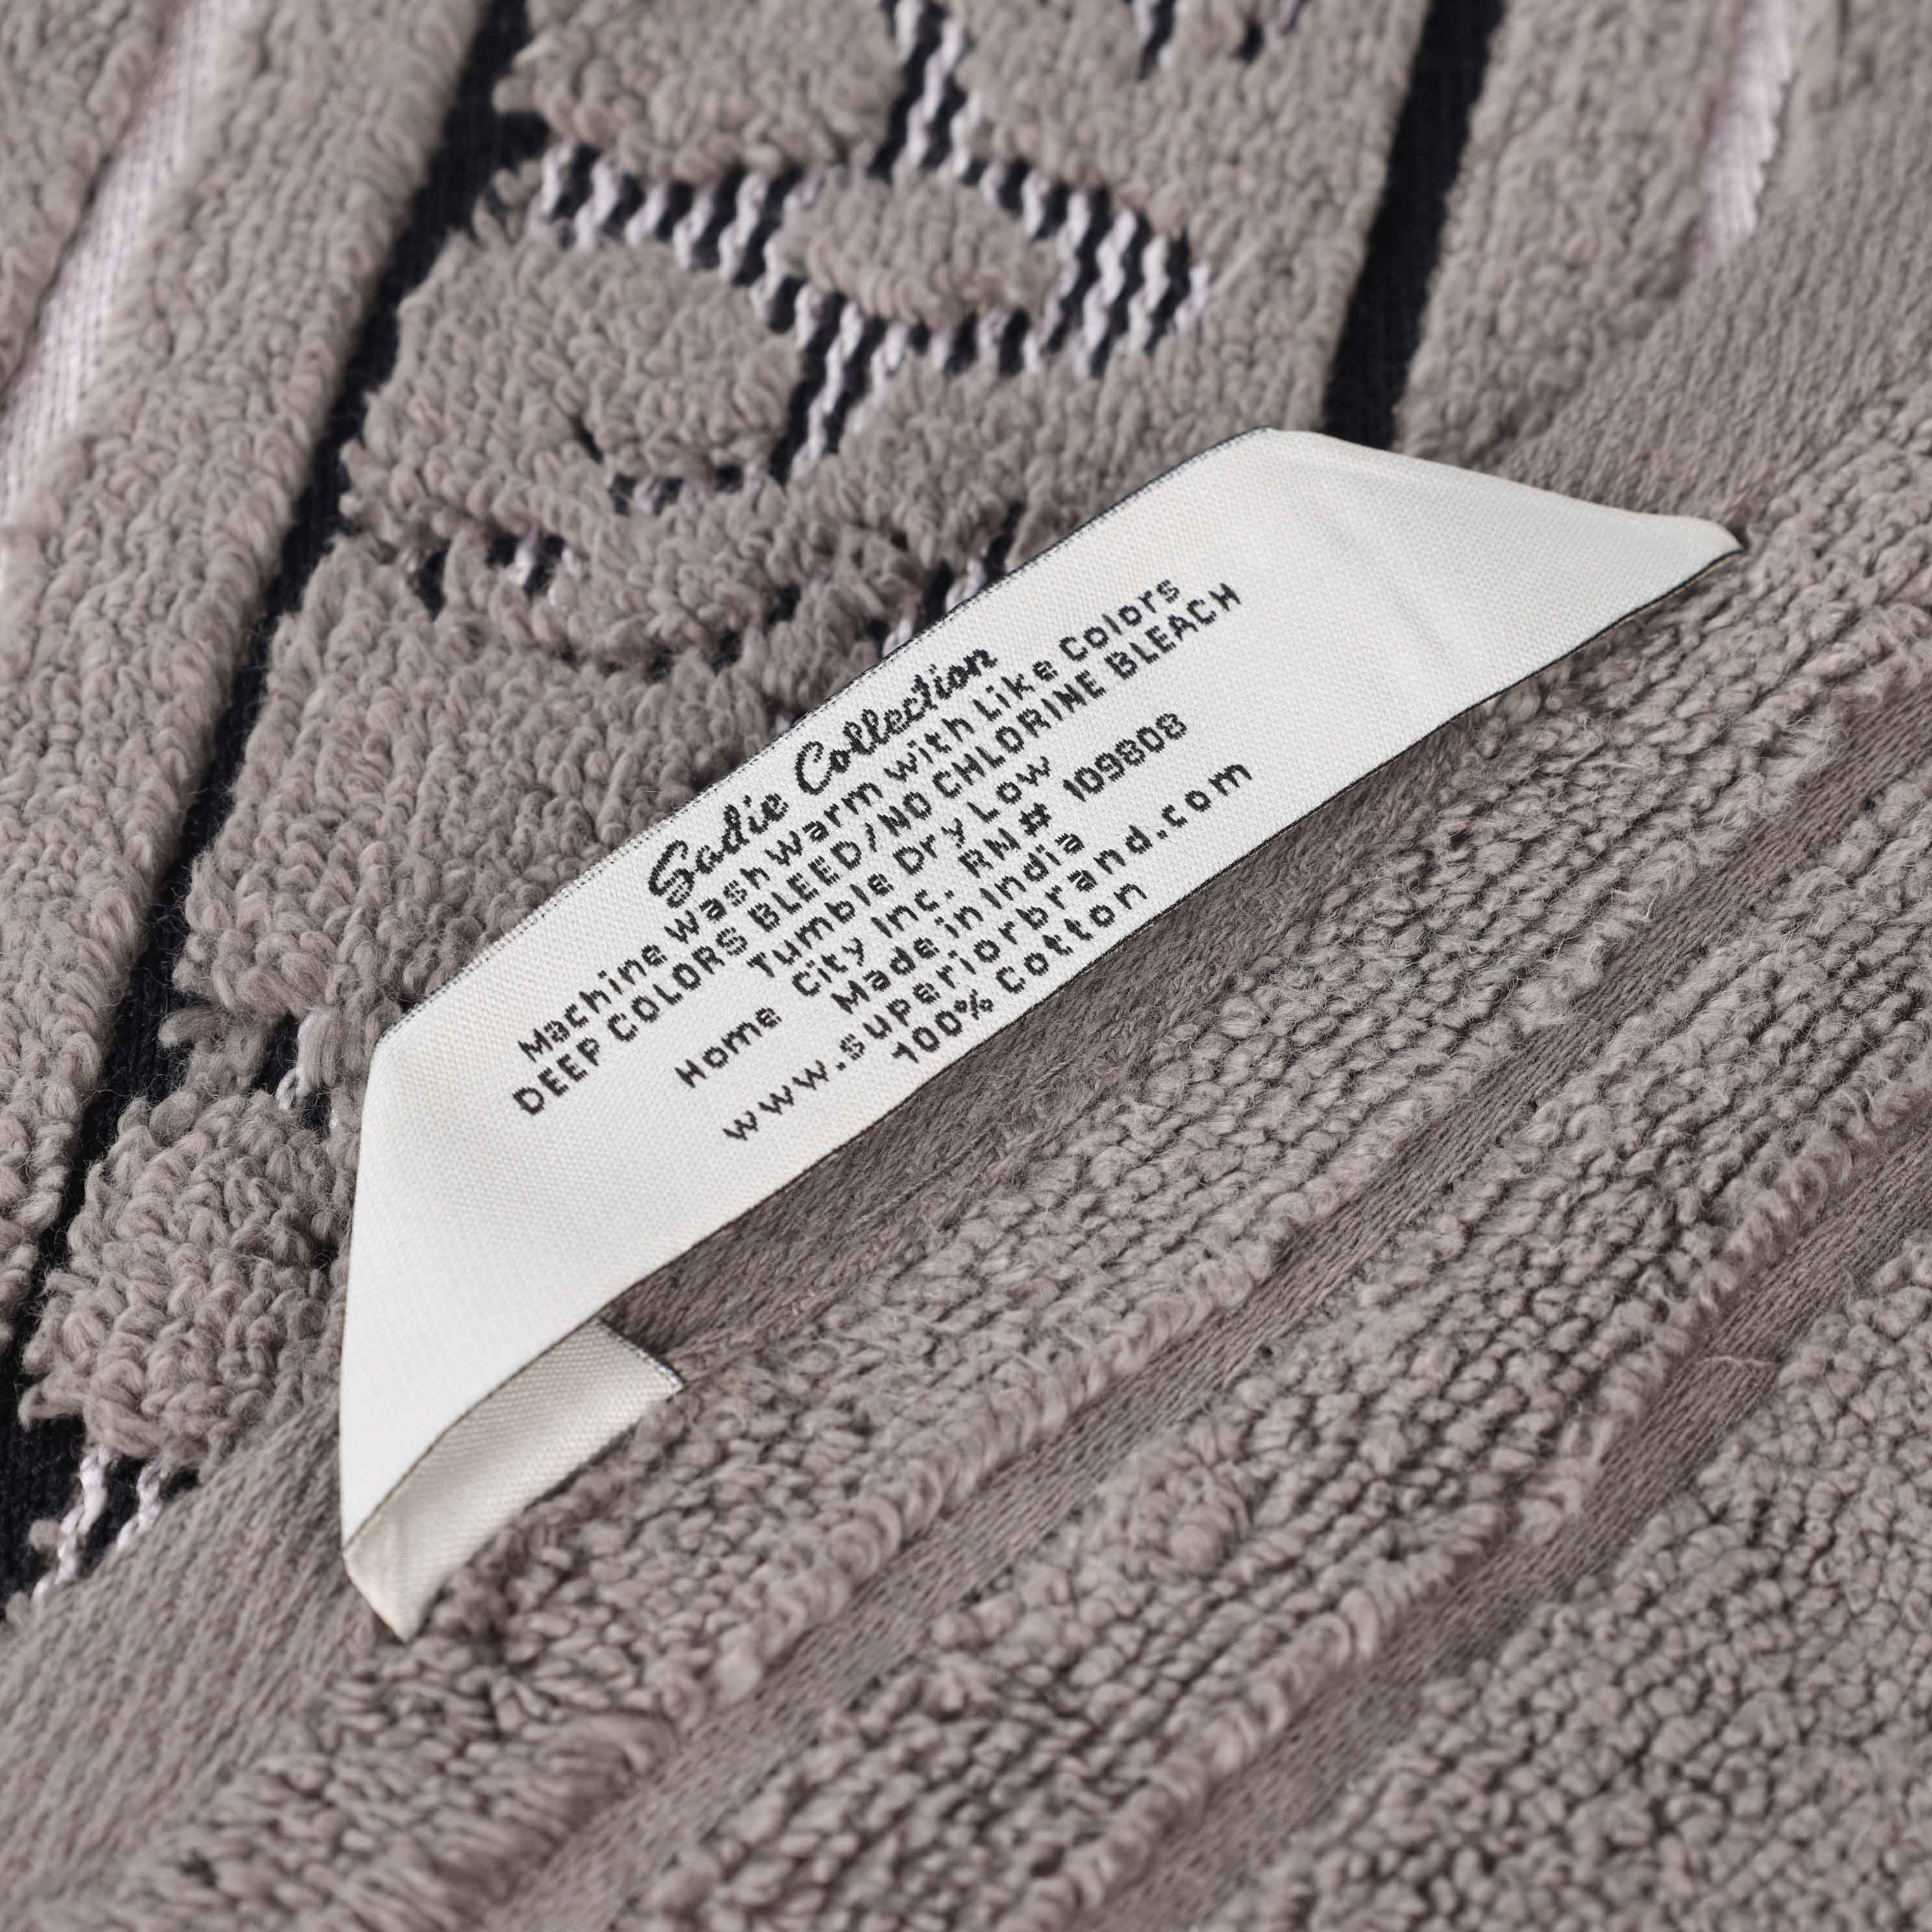 Sadie Collection
Machine Wash Warm with Like Colors
DEEP COLORS BLEED/NO CHLORINE BLEACH
Tumble Dry Low
Home City Inc. RN# 109808
Made in India
www.superiorbrand.com
100% Cotton